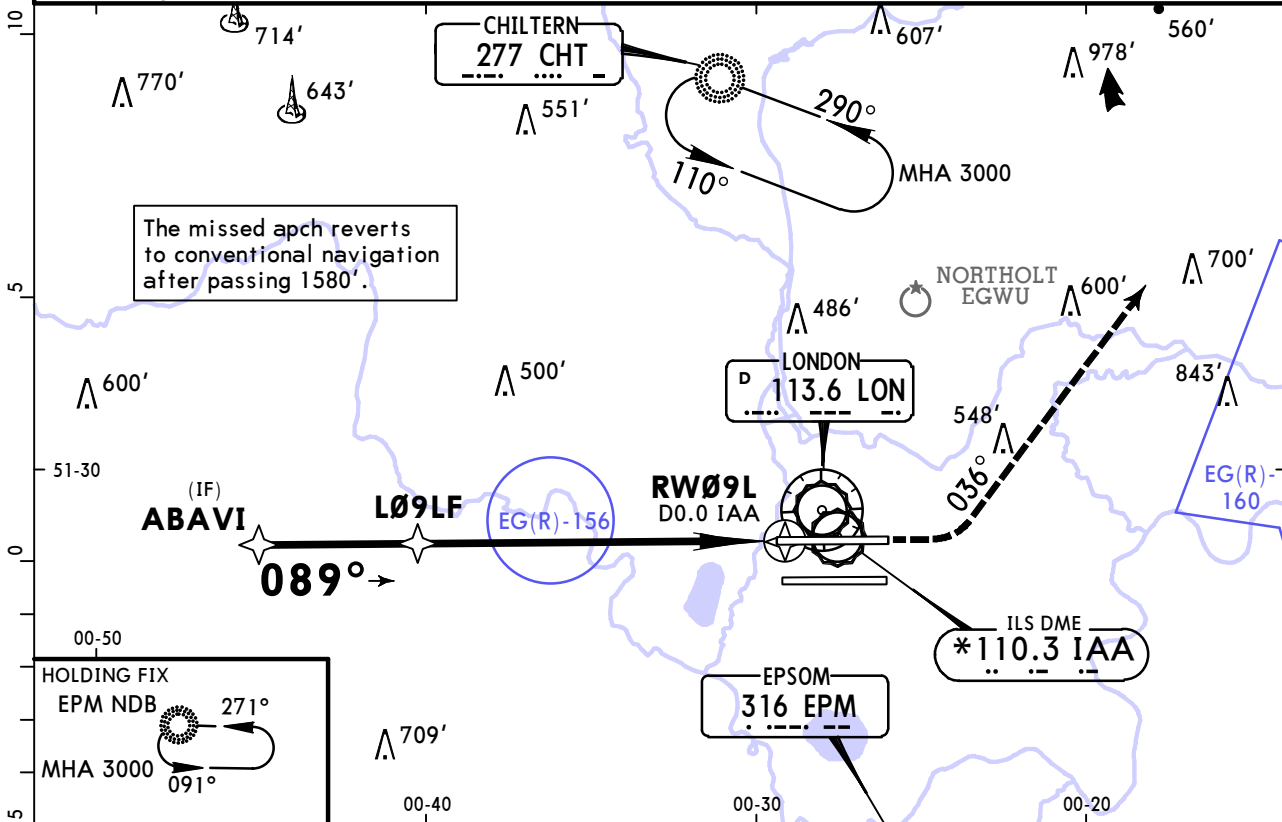 10
714'
770'
643'
CHILTERN
277 CHT
551'
607'
560'
978'
290°
110°
MHA 3000
The missed apch reverts
to conventional navigation
after passing 1580'.
5
NORTHOLT
EGWU
700'
600'
486'
600'
500'
LONDON
D 113.6 LON
843'
548'
51-30
(IF)
ABAVI
LØ9LF
EG(R)-156
RWØ9L
D0.0 IAA
036°
EG(R)-
160
0
089°
00-50
ILS DME
*110.3 IAA
HOLDING FIX
EPM NDB
271°
MHA 3000
091°
709'
EPSOM
316 EPM
5
00-40
00-30
00-20